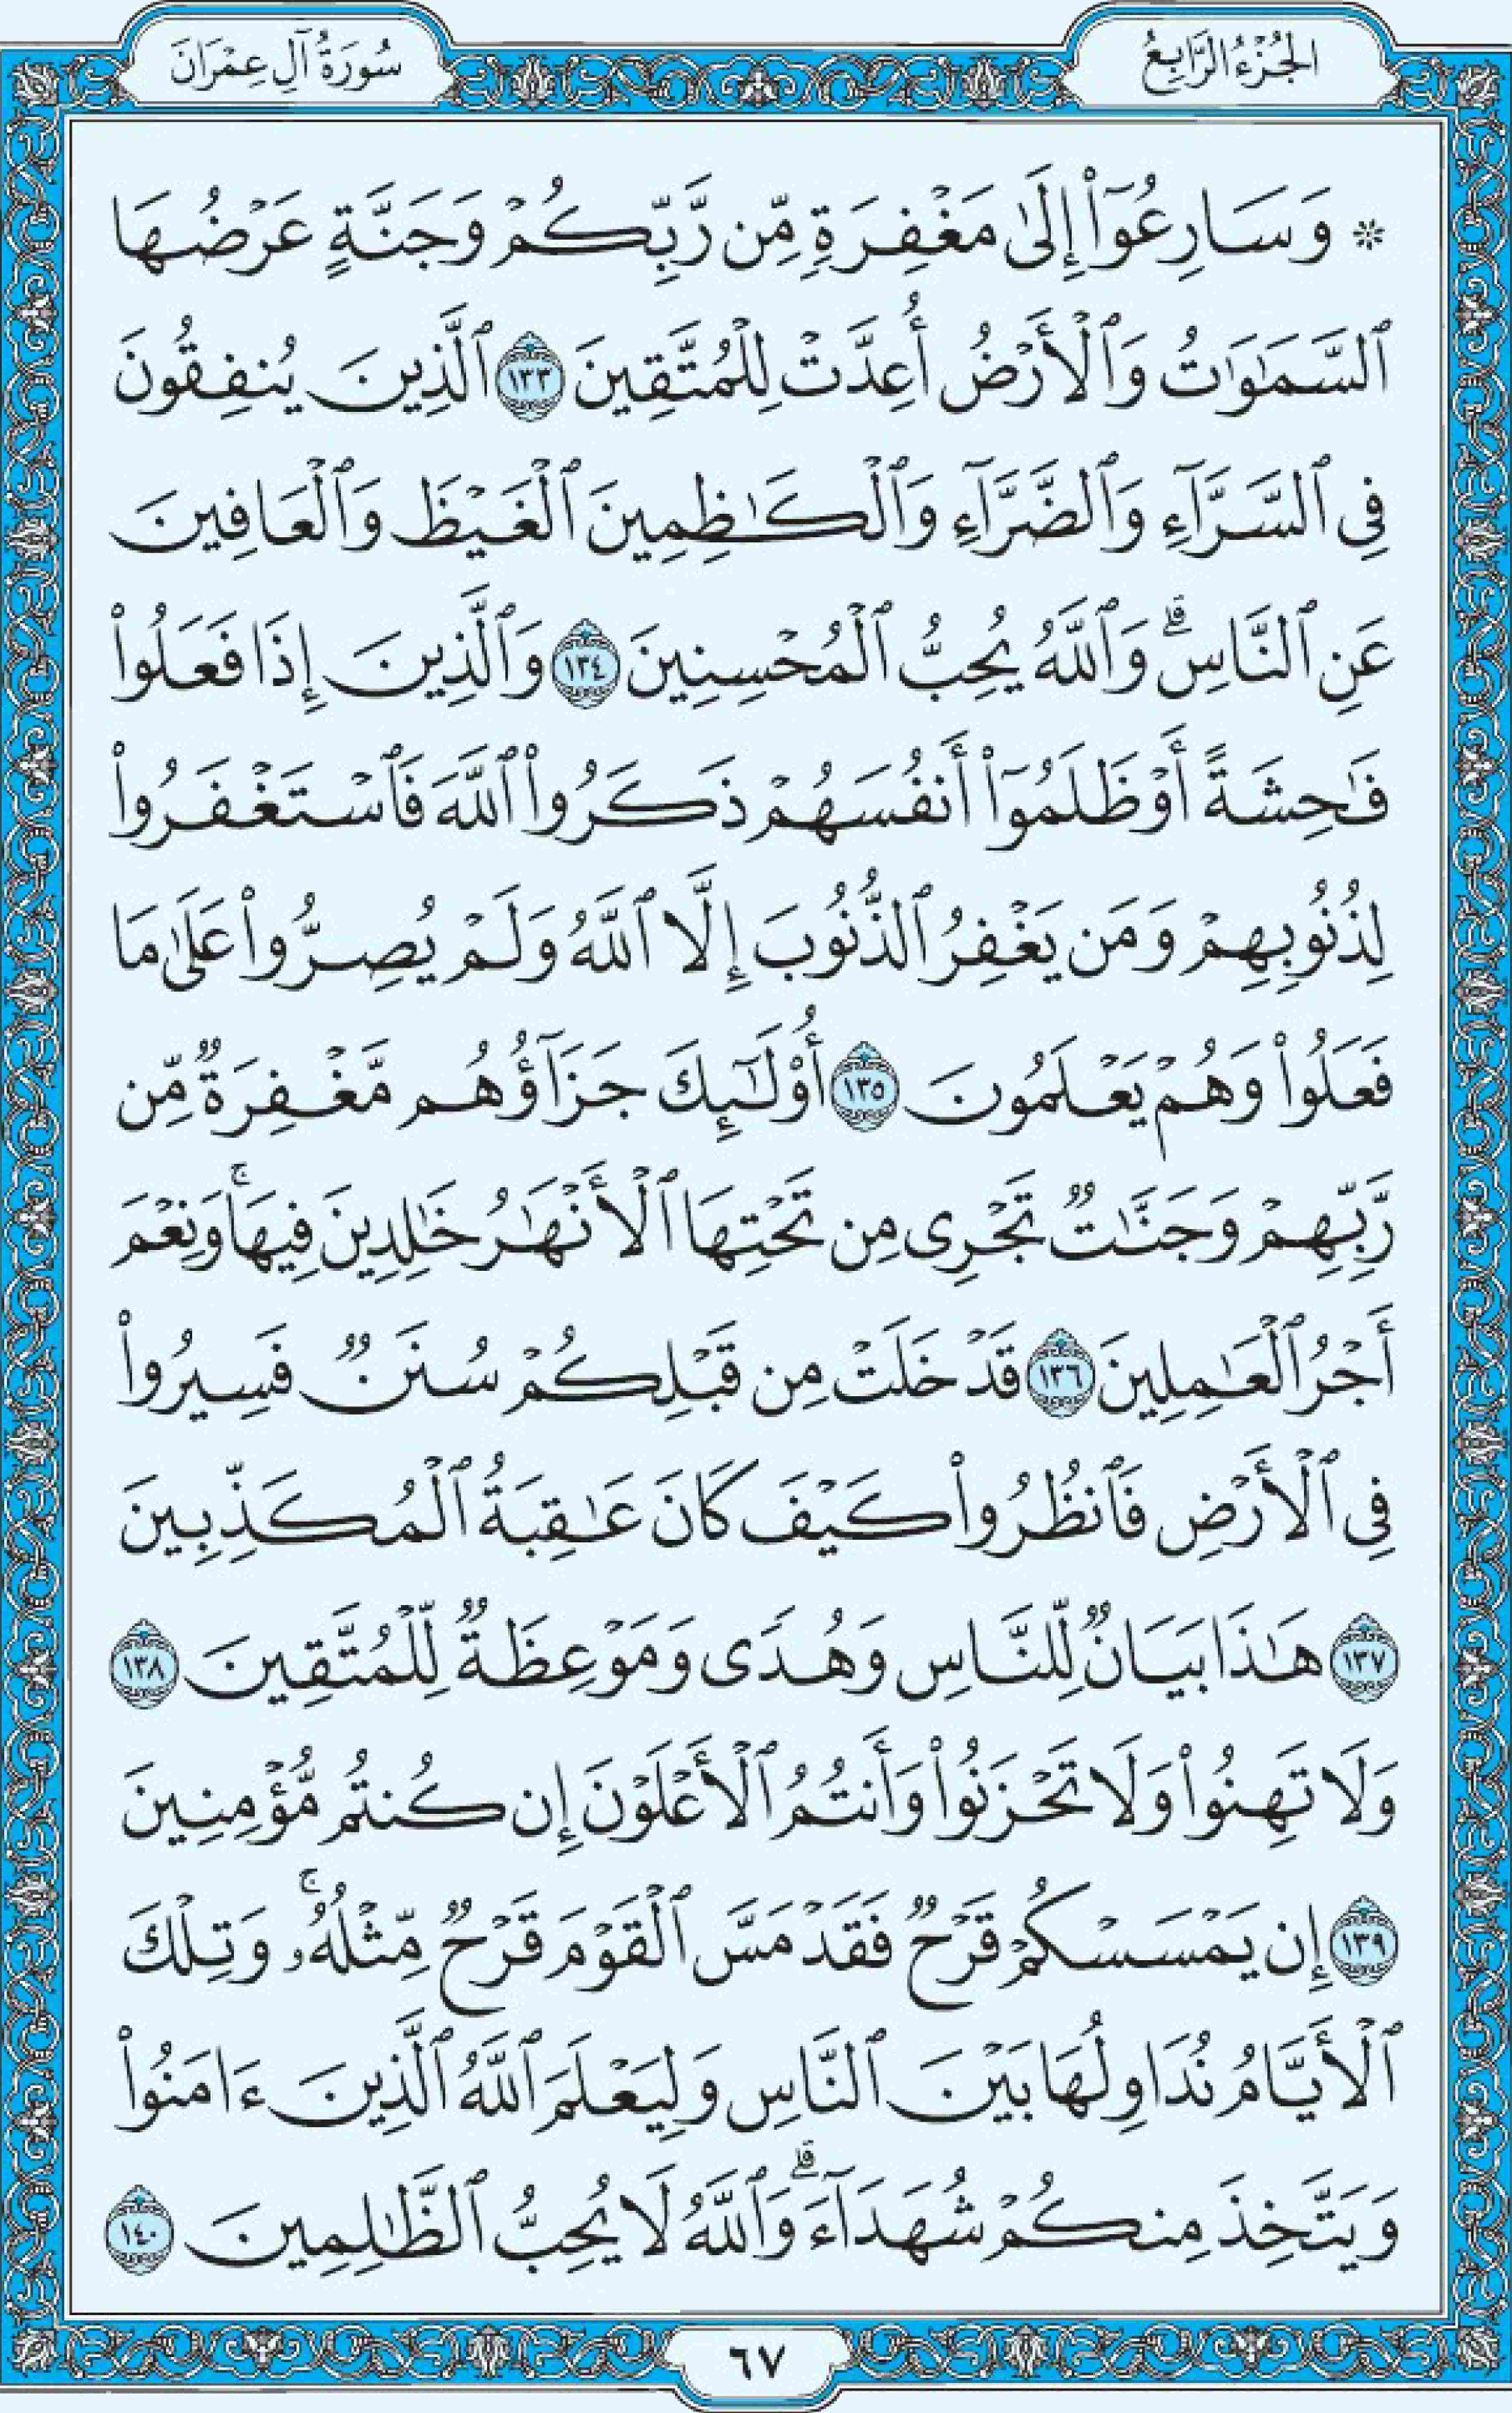 الجُزْءُ الرَّابِعُ
سُورَةُ آلِ عِمْرَانَ
* وَسَارِعُوٓا۟ إِلَىٰ مَغْفِرَةٍ مِّن رَّبِّكُمْ وَجَنَّةٍ عَرْضُهَا
ٱلسَّمَـٰوَٰتُ وَٱلْأَرْضُ أُعِدَّتْ لِلْمُتَّقِينَ ١٣٣ ٱلَّذِينَ يُنفِقُونَ
فِى ٱلسَّرَّآءِ وَٱلضَّرَّآءِ وَٱلْكَـٰظِمِينَ ٱلْغَيْظَ وَٱلْعَافِينَ
عَنِ ٱلنَّاسِ ۗ وَٱللَّهُ يُحِبُّ ٱلْمُحْسِنِينَ ١٣٤ وَٱلَّذِينَ إِذَا فَعَلُوا۟
فَـٰحِشَةً أَوْ ظَلَمُوٓا۟ أَنفُسَهُمْ ذَكَرُوا۟ ٱللَّهَ فَٱسْتَغْفَرُوا۟
لِذُنُوبِهِمْ وَمَن يَغْفِرُ ٱلذُّنُوبَ إِلَّا ٱللَّهُ وَلَمْ يُصِرُّوا۟ عَلَىٰ مَا
فَعَلُوا۟ وَهُمْ يَعْلَمُونَ ١٣٥ أُو۟لَـٰٓئِكَ جَزَآؤُهُم مَّغْفِرَةٌ مِّن
رَّبِّهِمْ وَجَنَّـٰتٌ تَجْرِى مِن تَحْتِهَا ٱلْأَنْهَـٰرُ خَـٰلِدِينَ فِيهَا ۚ وَنِعْمَ
أَجْرُ ٱلْعَـٰمِلِينَ ١٣٦ قَدْ خَلَتْ مِن قَبْلِكُمْ سُنَنٌ فَسِيرُوا۟
فِى ٱلْأَرْضِ فَٱنظُرُوا۟ كَيْفَ كَانَ عَـٰقِبَةُ ٱلْمُكَذِّبِينَ
١٣٧ هَـٰذَا بَيَانٌ لِّلنَّاسِ وَهُدًى وَمَوْعِظَةٌ لِّلْمُتَّقِينَ ١٣٨
وَلَا تَهِنُوا۟ وَلَا تَحْزَنُوا۟ وَأَنتُمُ ٱلْأَعْلَوْنَ إِن كُنتُم مُّؤْمِنِينَ
١٣٩ إِن يَمْسَسْكُمْ قَرْحٌ فَقَدْ مَسَّ ٱلْقَوْمَ قَرْحٌ مِّثْلُهُۥ ۚ وَتِلْكَ
ٱلْأَيَّامُ نُدَاوِلُهَا بَيْنَ ٱلنَّاسِ وَلِيَعْلَمَ ٱللَّهُ ٱلَّذِينَ ءَامَنُوا۟
وَيَتَّخِذَ مِنكُمْ شُهَدَآءَ ۗ وَٱللَّهُ لَا يُحِبُّ ٱلظَّـٰلِمِينَ ١٤٠
٦٧